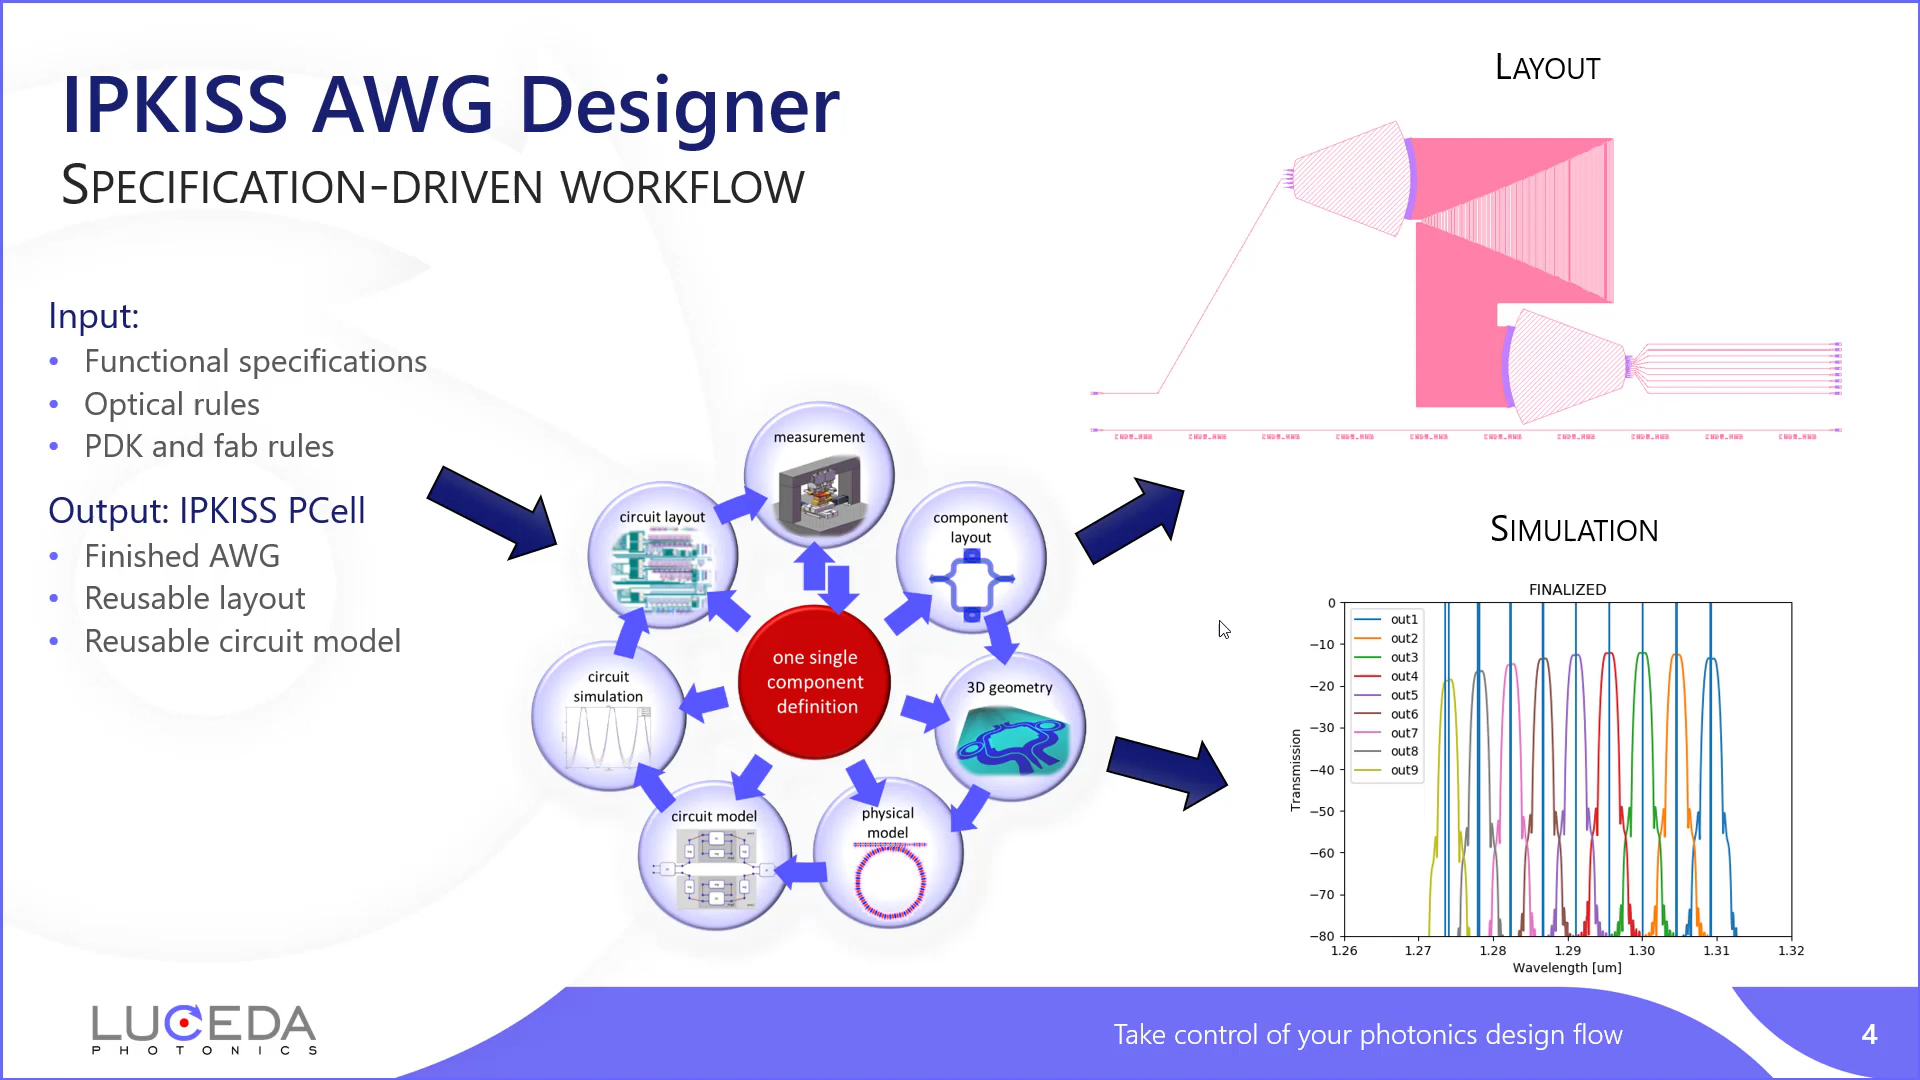 IPKISS AWG Designer
SPECIFICATION-DRIVEN WORKFLOW
Input:
• Functional specifications
• Optical rules
• PDK and fab rules
Output: IPKISS PCell
• Finished AWG
• Reusable layout
• Reusable circuit model
measurement
circuit layout
component
layout
one single
component
definition
circuit
simulation
3D geometry
circuit model
physical
model
LAYOUT
SIMULATION
FINALIZED
0
−10
−20
−30
−40
−50
−60
−70
−80
Transmission
out1
out2
out3
out4
out5
out6
out7
out8
out9
1.26 1.27 1.28 1.29 1.30 1.31 1.32
Wavelength [um]
LUCEDA
PHOTONICS
Take control of your photonics design flow
4